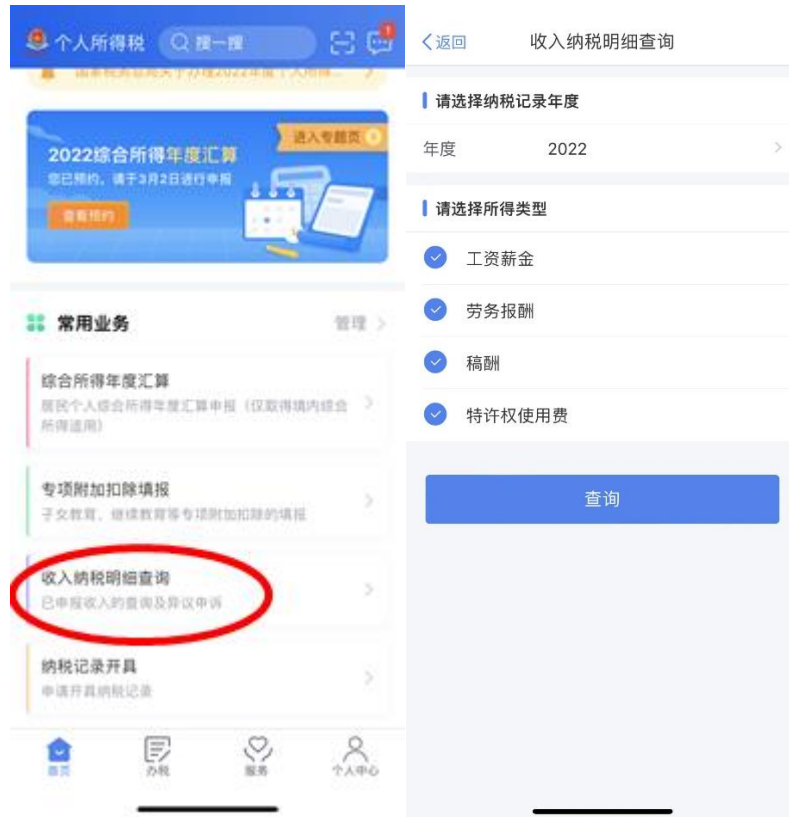 个人所得税
搜一搜
2022综合所得年度汇算
进入专题页
您已预约，请于3月2日进行申报
查看预约
常用业务
管理
综合所得年度汇算
居民个人综合所得年度汇算申报（仅取得境内综合
所得适用）
专项附加扣除填报
子女教育、继续教育等专项附加扣除的填报
收入纳税明细查询
已申报收入的查询及异议申诉
纳税记录开具
申请开具纳税记录
首页
办税
服务
个人中心
返回
收入纳税明细查询
请选择纳税记录年度
年度
2022
请选择所得类型
工资薪金
劳务报酬
稿酬
特许权使用费
查询